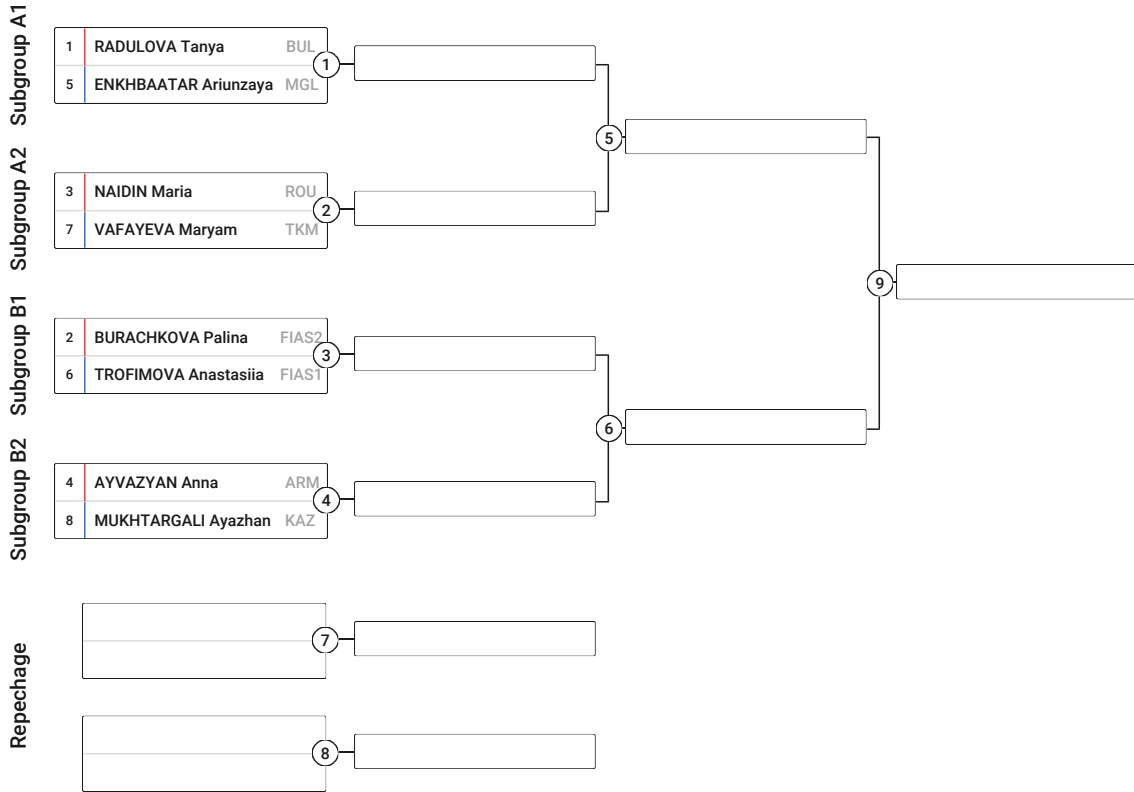 Subgroup A1
1 RADULOVA Tanya BUL
5 ENKHBAATAR Ariunzaya MGL
1
5
Subgroup A2
3 NAIDIN Maria ROU
7 VAFAYEVA Maryam TKM
2
9
Subgroup B1
2 BURACHKOVA Palina FIAS2
6 TROFIMOVA Anastasiia FIAS1
3
6
Subgroup B2
4 AYVAZYAN Anna ARM
8 MUKHTARGALI Ayazhan KAZ
4
Repechage
7
8